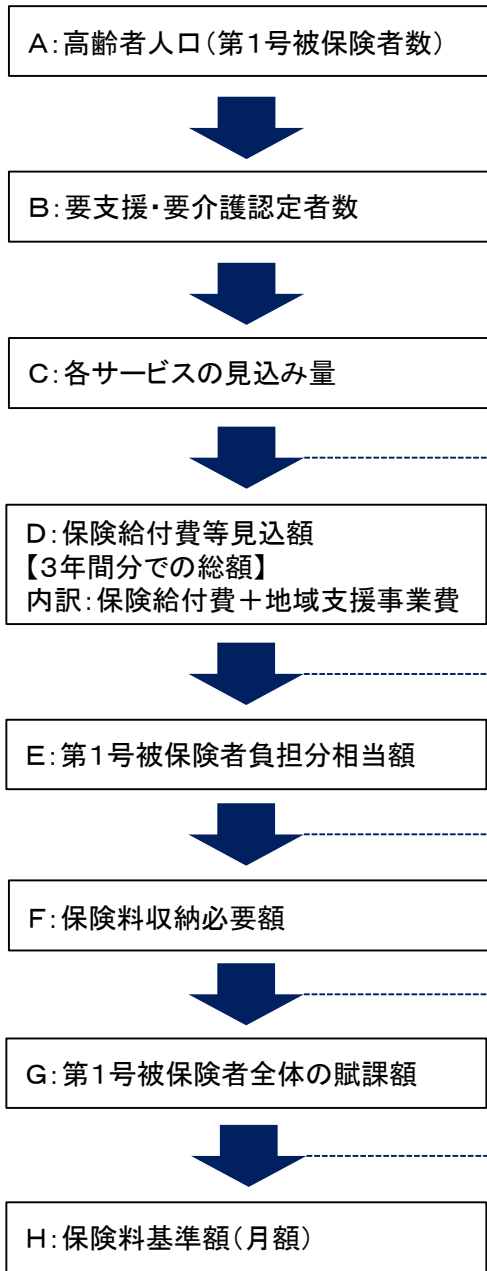 A：高齢者人口（第１号被保険者数）
B：要支援・要介護認定者数
C：各サービスの見込み量
D：保険給付費等見込額
【３年間分での総額】
内訳：保険給付費＋地域支援事業費
E：第１号被保険者負担分相当額
F：保険料収納必要額
G：第１号被保険者全体の賦課額
H：保険料基準額（月額）